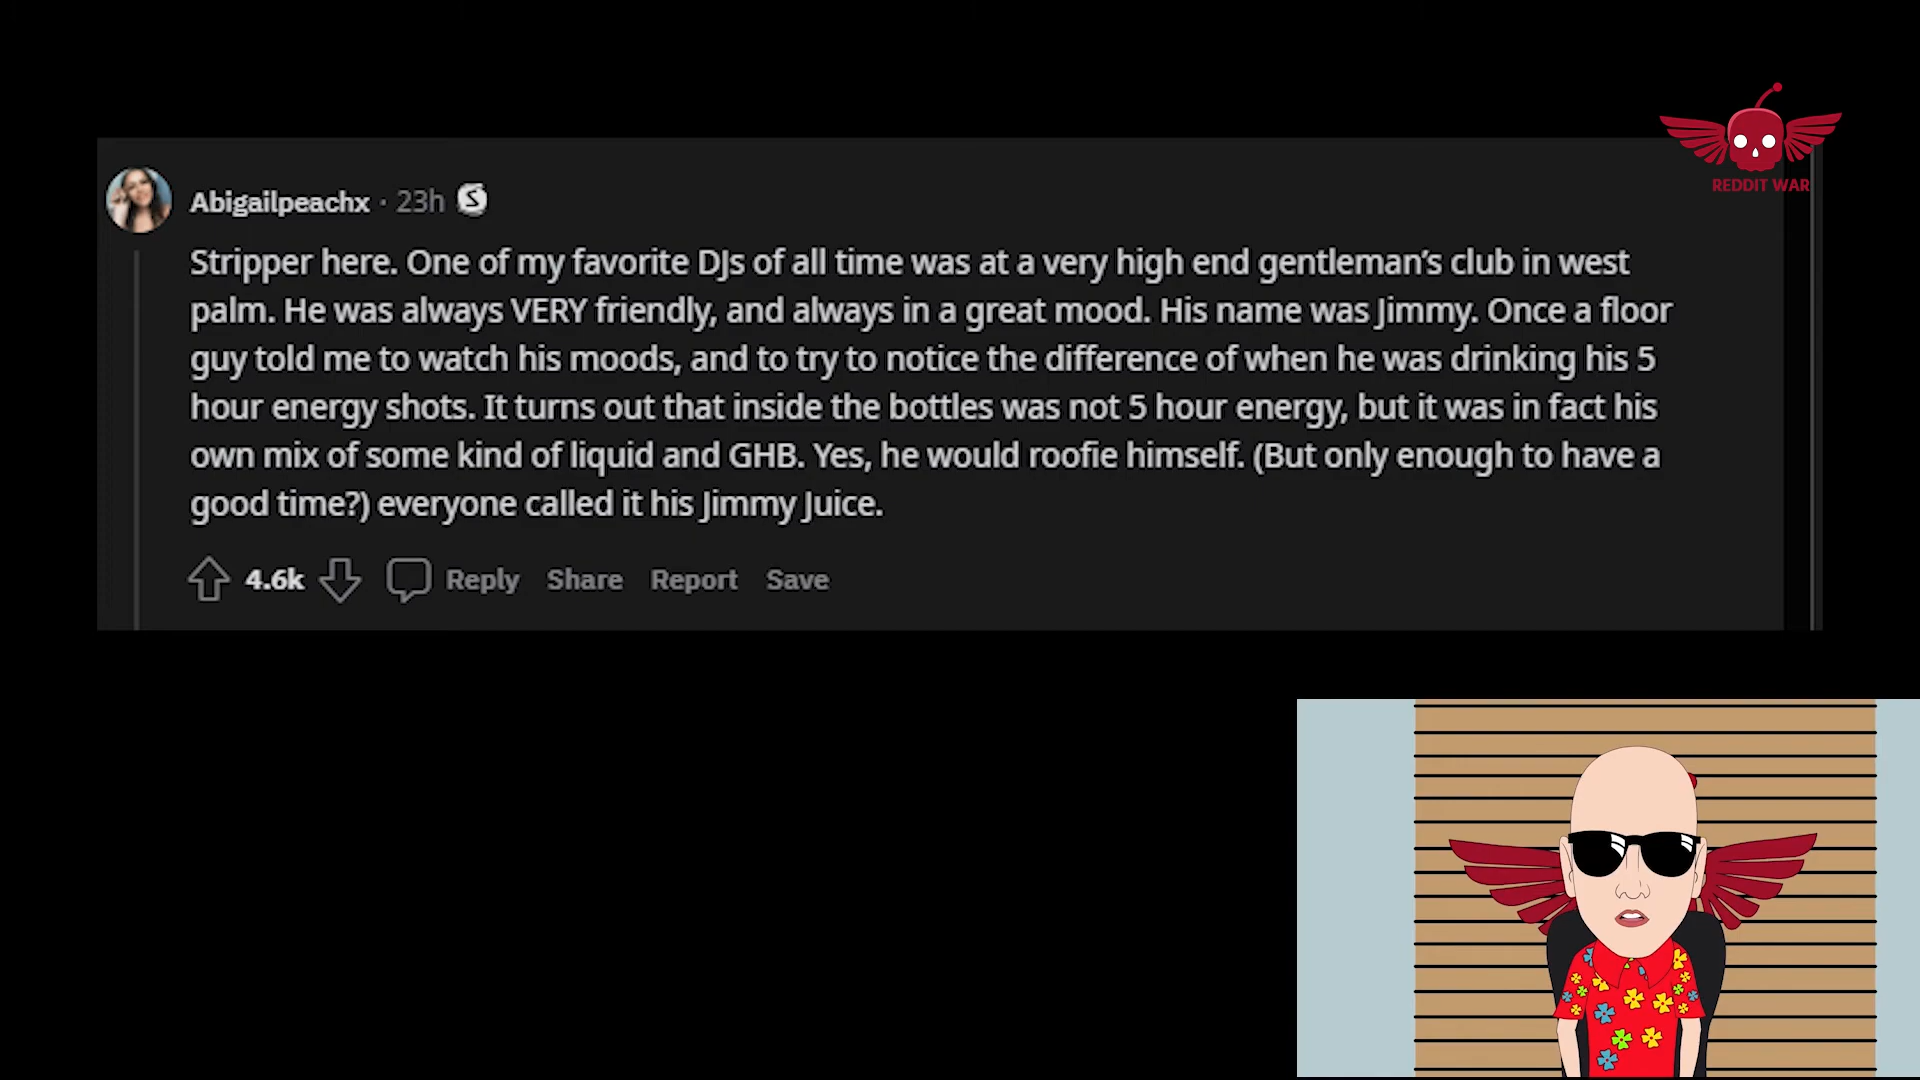 REDDIT WAR
Abigailpeachx · 23h
Stripper here. One of my favorite DJs of all time was at a very high end gentleman’s club in west
palm. He was always VERY friendly, and always in a great mood. His name was Jimmy. Once a floor
guy told me to watch his moods, and to try to notice the difference of when he was drinking his 5
hour energy shots. It turns out that inside the bottles was not 5 hour energy, but it was in fact his
own mix of some kind of liquid and GHB. Yes, he would roofie himself. (But only enough to have a
good time?) everyone called it his Jimmy Juice.
4.6k Reply Share Report Save